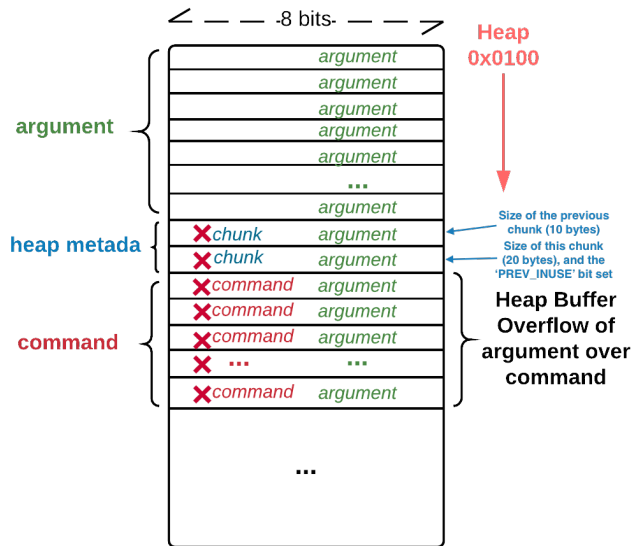 8 bits
Heap
0x0100
argument
argument
argument
argument
argument
argument
...
argument
heap metada
chunk argument
chunk argument
Size of the previous
chunk (10 bytes)
Size of this chunk
(20 bytes), and the
‘PREV_INUSE’ bit set
command
command argument
command argument
command argument
... ...
command argument
Heap Buffer
Overflow of
argument over
command
...